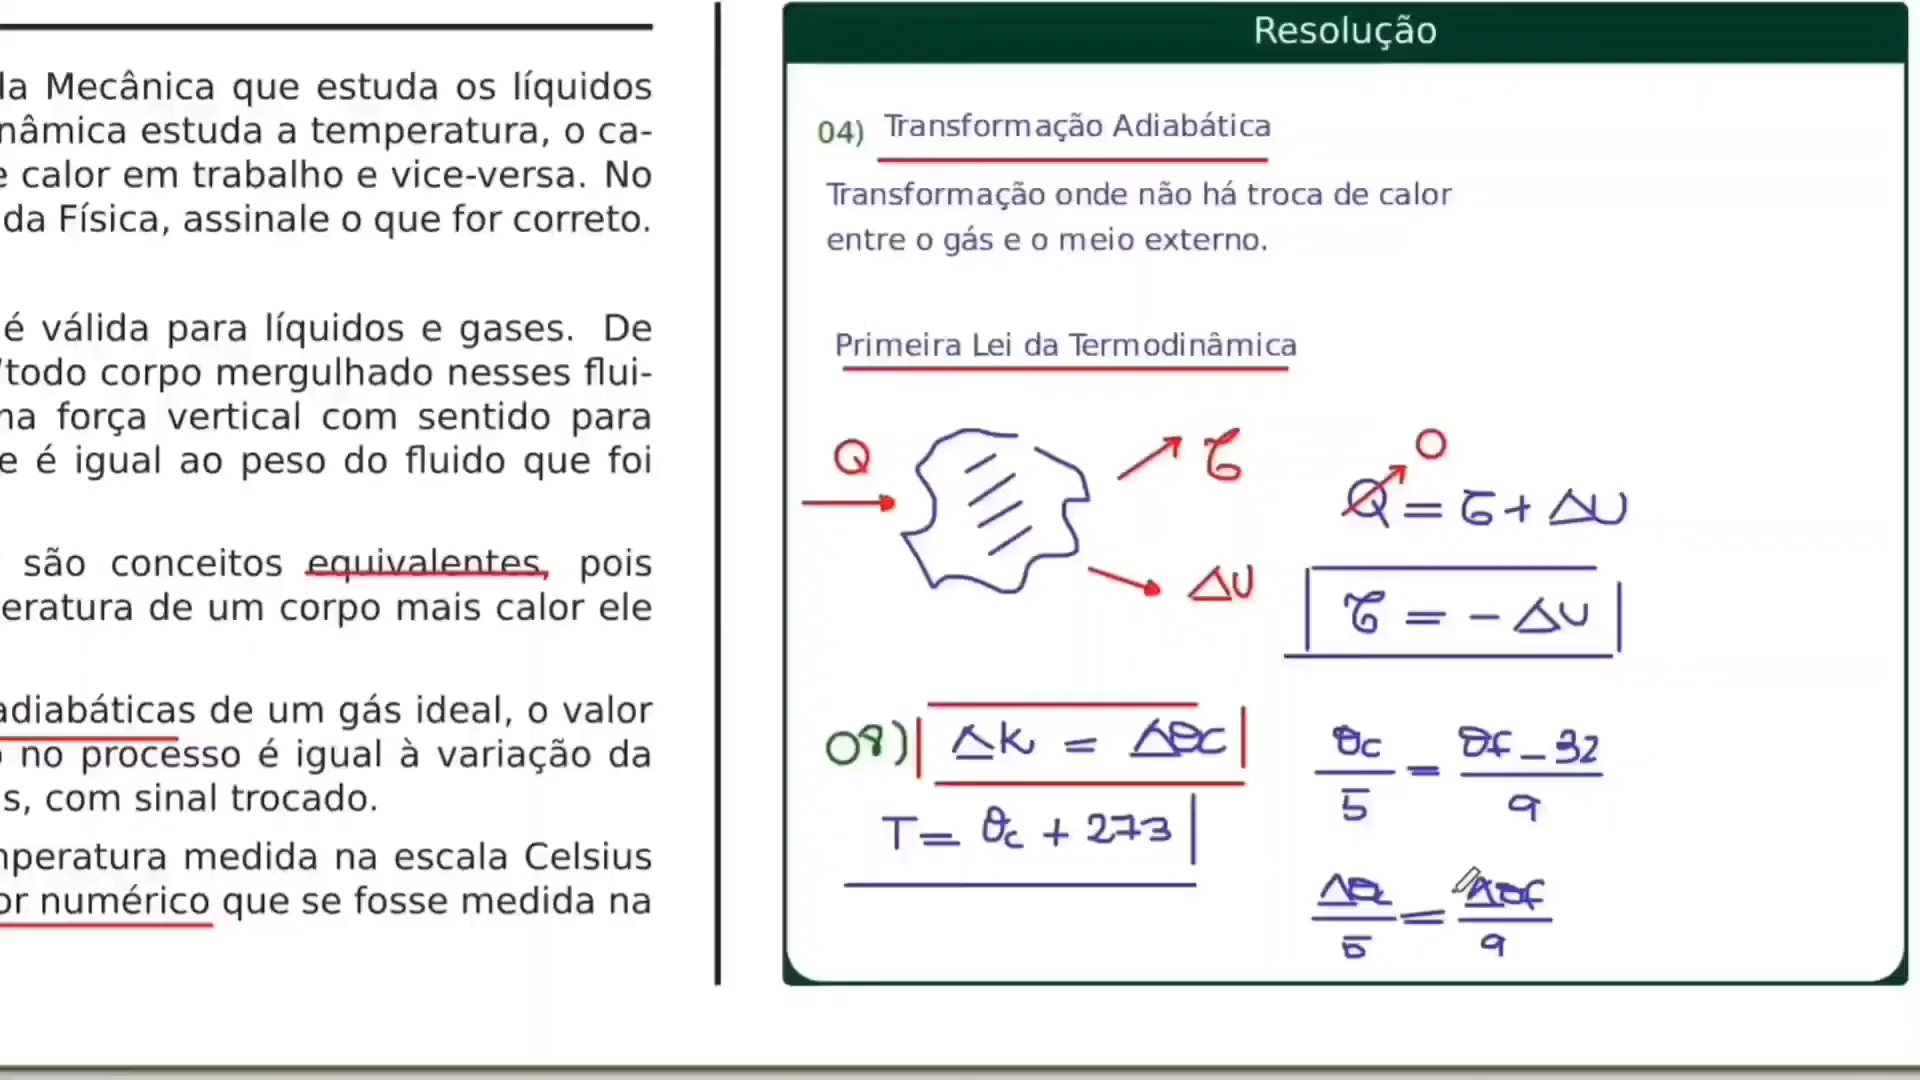 la Mecânica que estuda os líquidos
nâmica estuda a temperatura, o ca-
e calor em trabalho e vice-versa. No
da Física, assinale o que for correto.
é válida para líquidos e gases. De
"todo corpo mergulhado nesses flui-
na força vertical com sentido para
e é igual ao peso do fluido que foi
são conceitos equivalentes, pois
eratura de um corpo mais calor ele
adiabáticas de um gás ideal, o valor
o no processo é igual à variação da
s, com sinal trocado.
mperatura medida na escala Celsius
or numérico que se fosse medida na
Resolução
04) Transformação Adiabática
Transformação onde não há troca de calor
entre o gás e o meio externo.
Primeira Lei da Termodinâmica
Q
𝒯
ΔU
0
Q = 𝒯 + ΔU
𝒯 = - ΔU
08) Δk = Δθc
T = θc + 273
θc/5 = θf - 32/9
Δθc/5 = Δθf/9